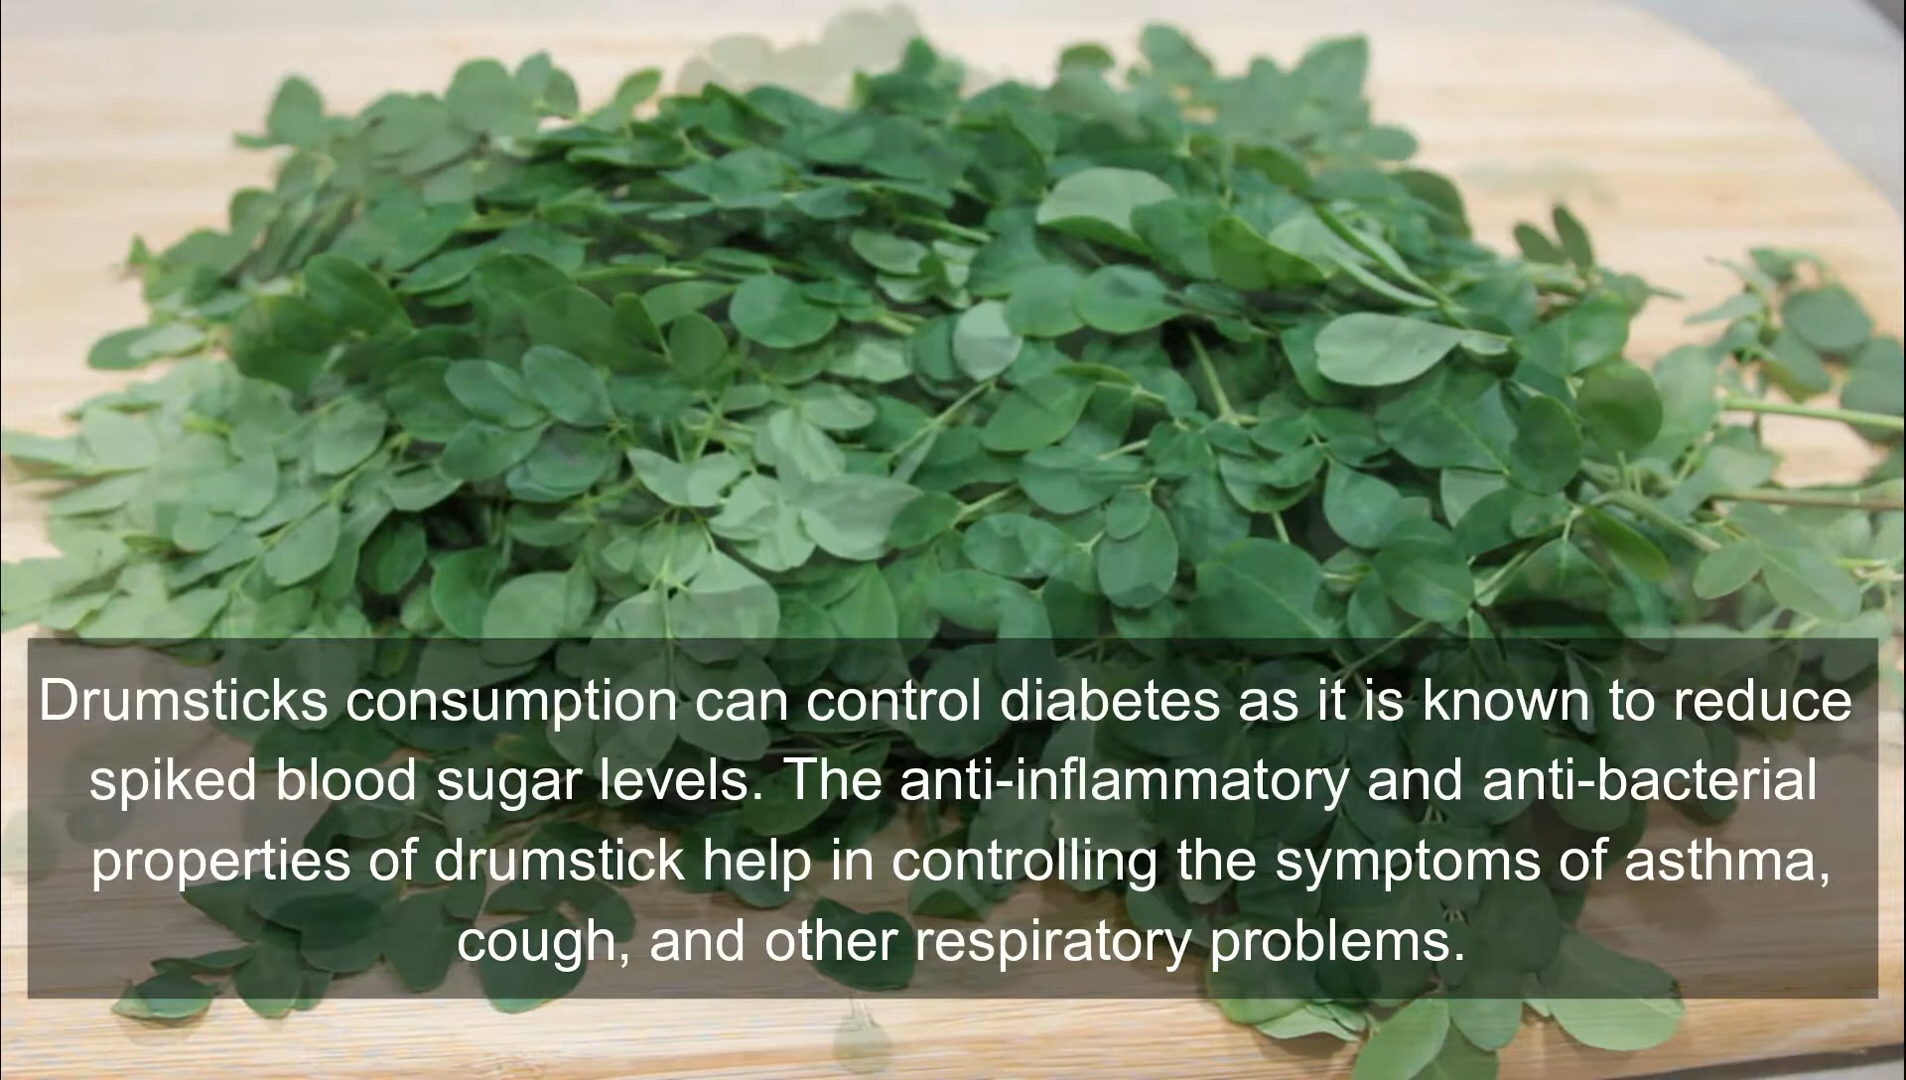 Drumsticks consumption can control diabetes as it is known to reduce
spiked blood sugar levels. The anti-inflammatory and anti-bacterial
properties of drumstick help in controlling the symptoms of asthma,
cough, and other respiratory problems.